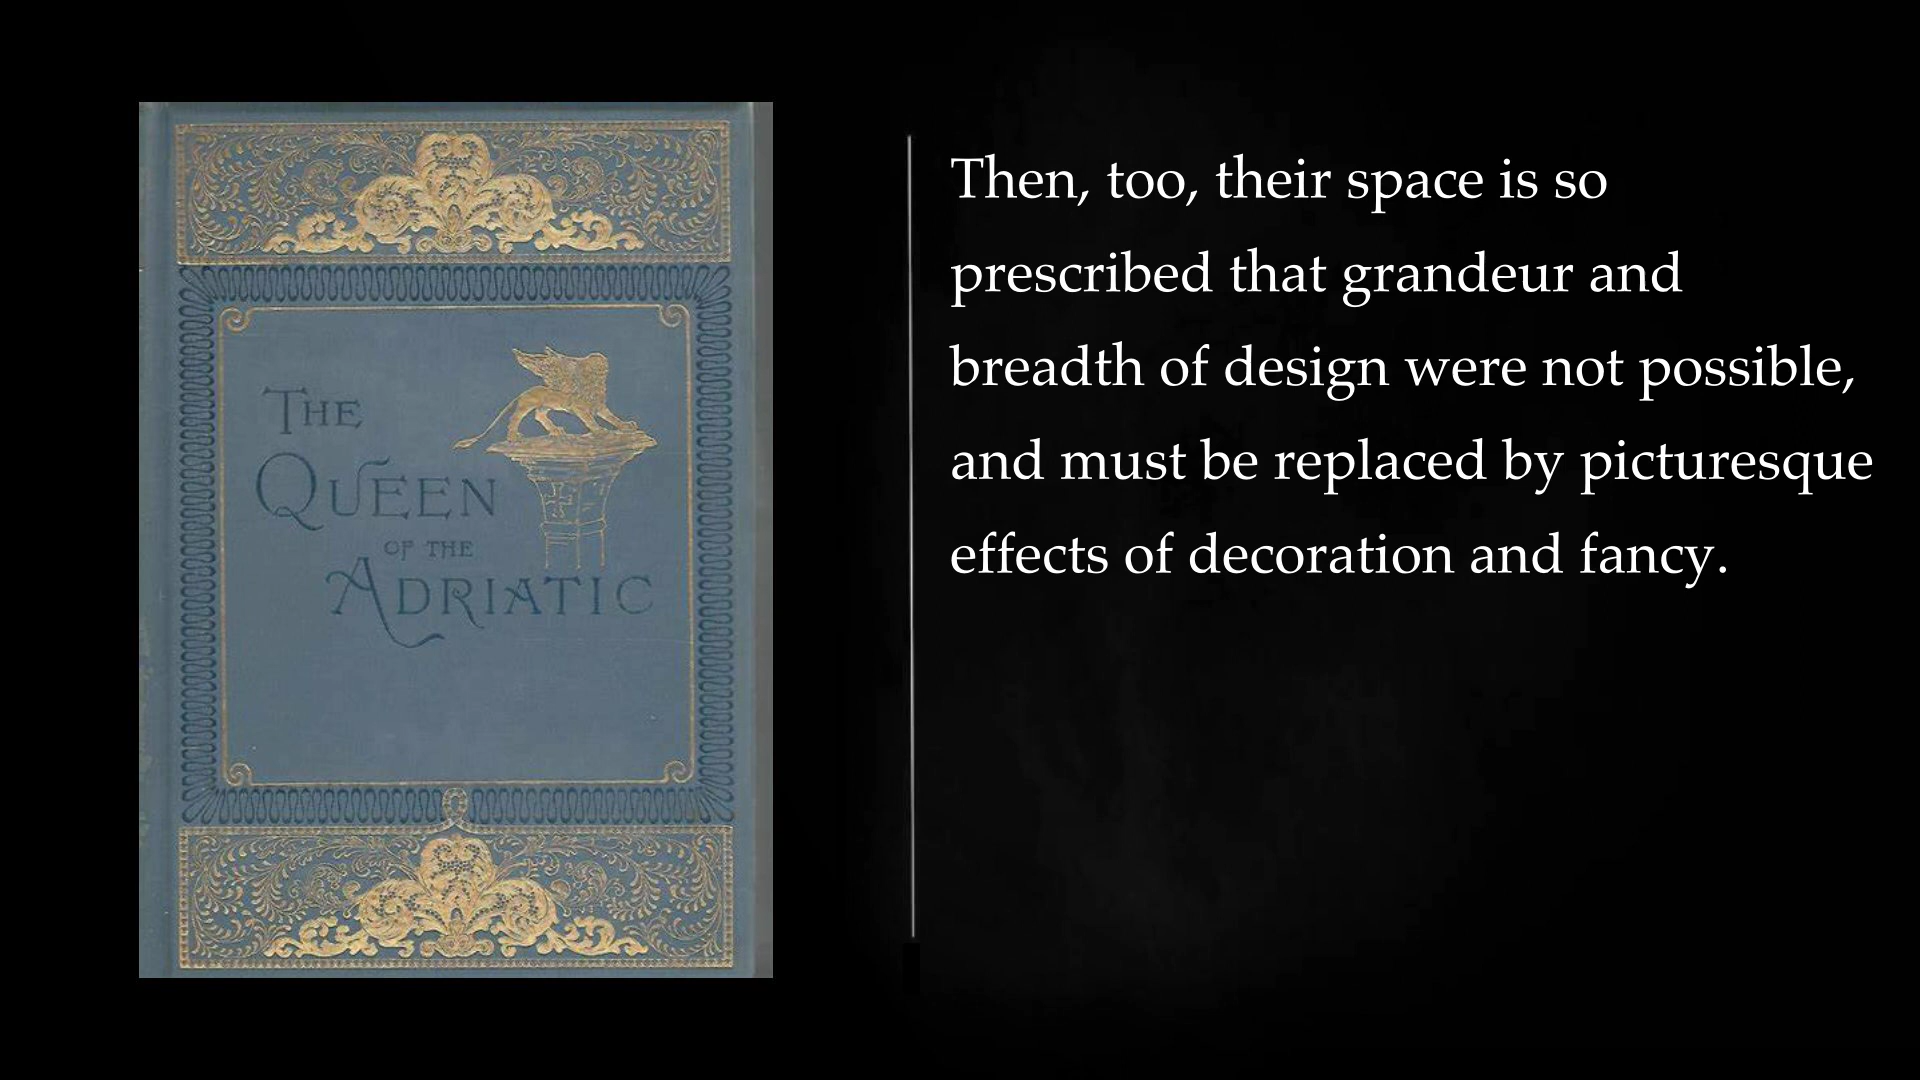 THE
QUEEN
OF THE
ADRIATIC
Then, too, their space is so
prescribed that grandeur and
breadth of design were not possible,
and must be replaced by picturesque
effects of decoration and fancy.